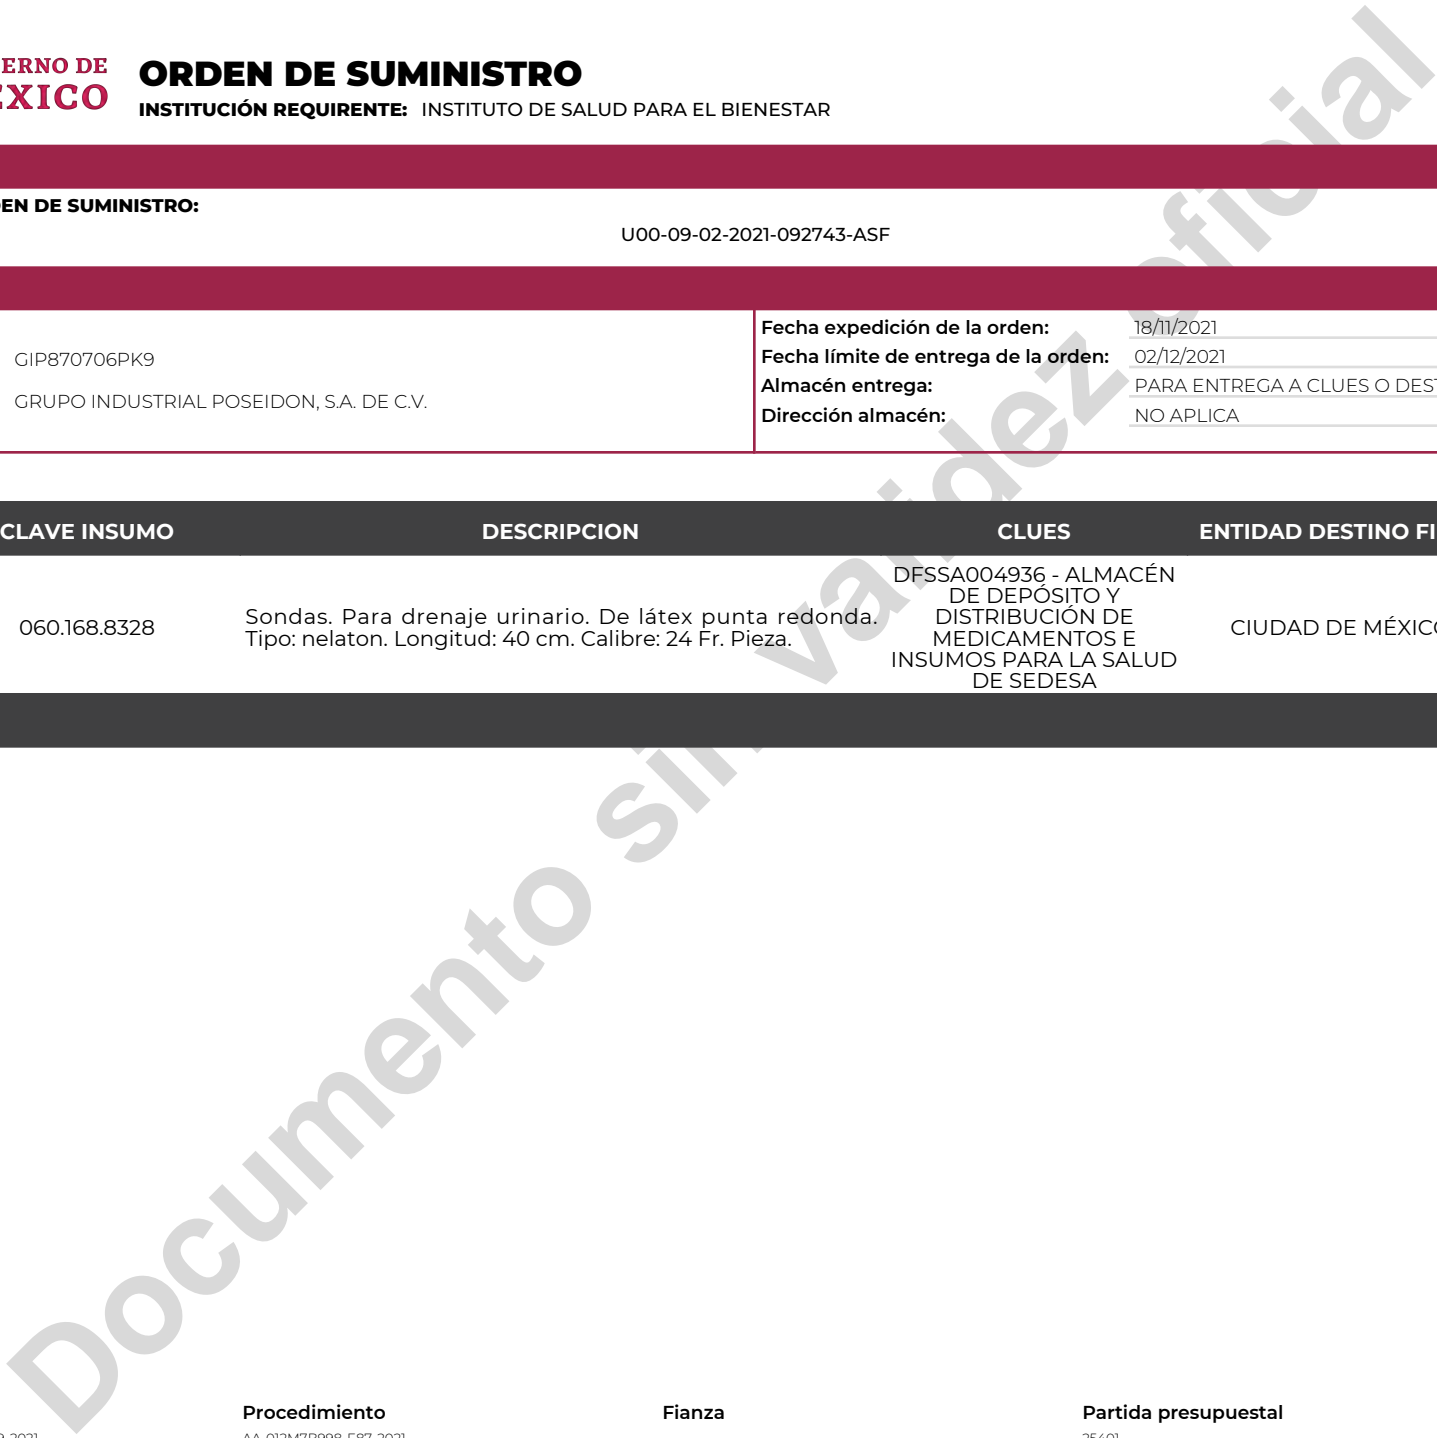 ERNO DE
ÉXICO
ORDEN DE SUMINISTRO
INSTITUCIÓN REQUIRENTE: INSTITUTO DE SALUD PARA EL BIENESTAR
EN DE SUMINISTRO:
U00-09-02-2021-092743-ASF
GIP870706PK9
GRUPO INDUSTRIAL POSEIDON, S.A. DE C.V.
Fecha expedición de la orden: 18/11/2021
Fecha límite de entrega de la orden: 02/12/2021
Almacén entrega: PARA ENTREGA A CLUES O DEST
Dirección almacén: NO APLICA
CLAVE INSUMO DESCRIPCION CLUES ENTIDAD DESTINO FI
060.168.8328
Sondas. Para drenaje urinario. De látex punta redonda.
Tipo: nelaton. Longitud: 40 cm. Calibre: 24 Fr. Pieza.
DFSSA004936 - ALMACÉN
DE DEPÓSITO Y
DISTRIBUCIÓN DE
MEDICAMENTOS E
INSUMOS PARA LA SALUD
DE SEDESA
CIUDAD DE MÉXICO
Documento sin validez oficial
Procedimiento Fianza Partida presupuestal